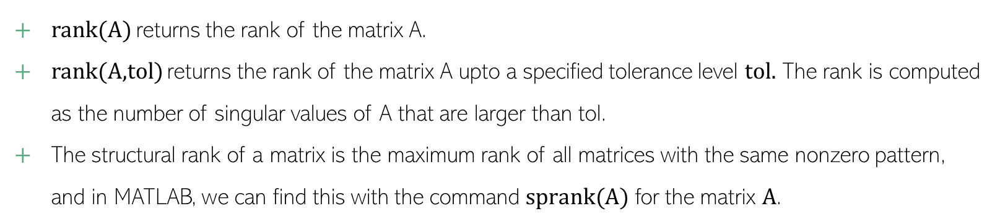 + rank(A) returns the rank of the matrix A.
+ rank(A,tol) returns the rank of the matrix A upto a specified tolerance level tol. The rank is computed
as the number of singular values of A that are larger than tol.
+ The structural rank of a matrix is the maximum rank of all matrices with the same nonzero pattern,
and in MATLAB, we can find this with the command sprank(A) for the matrix A.